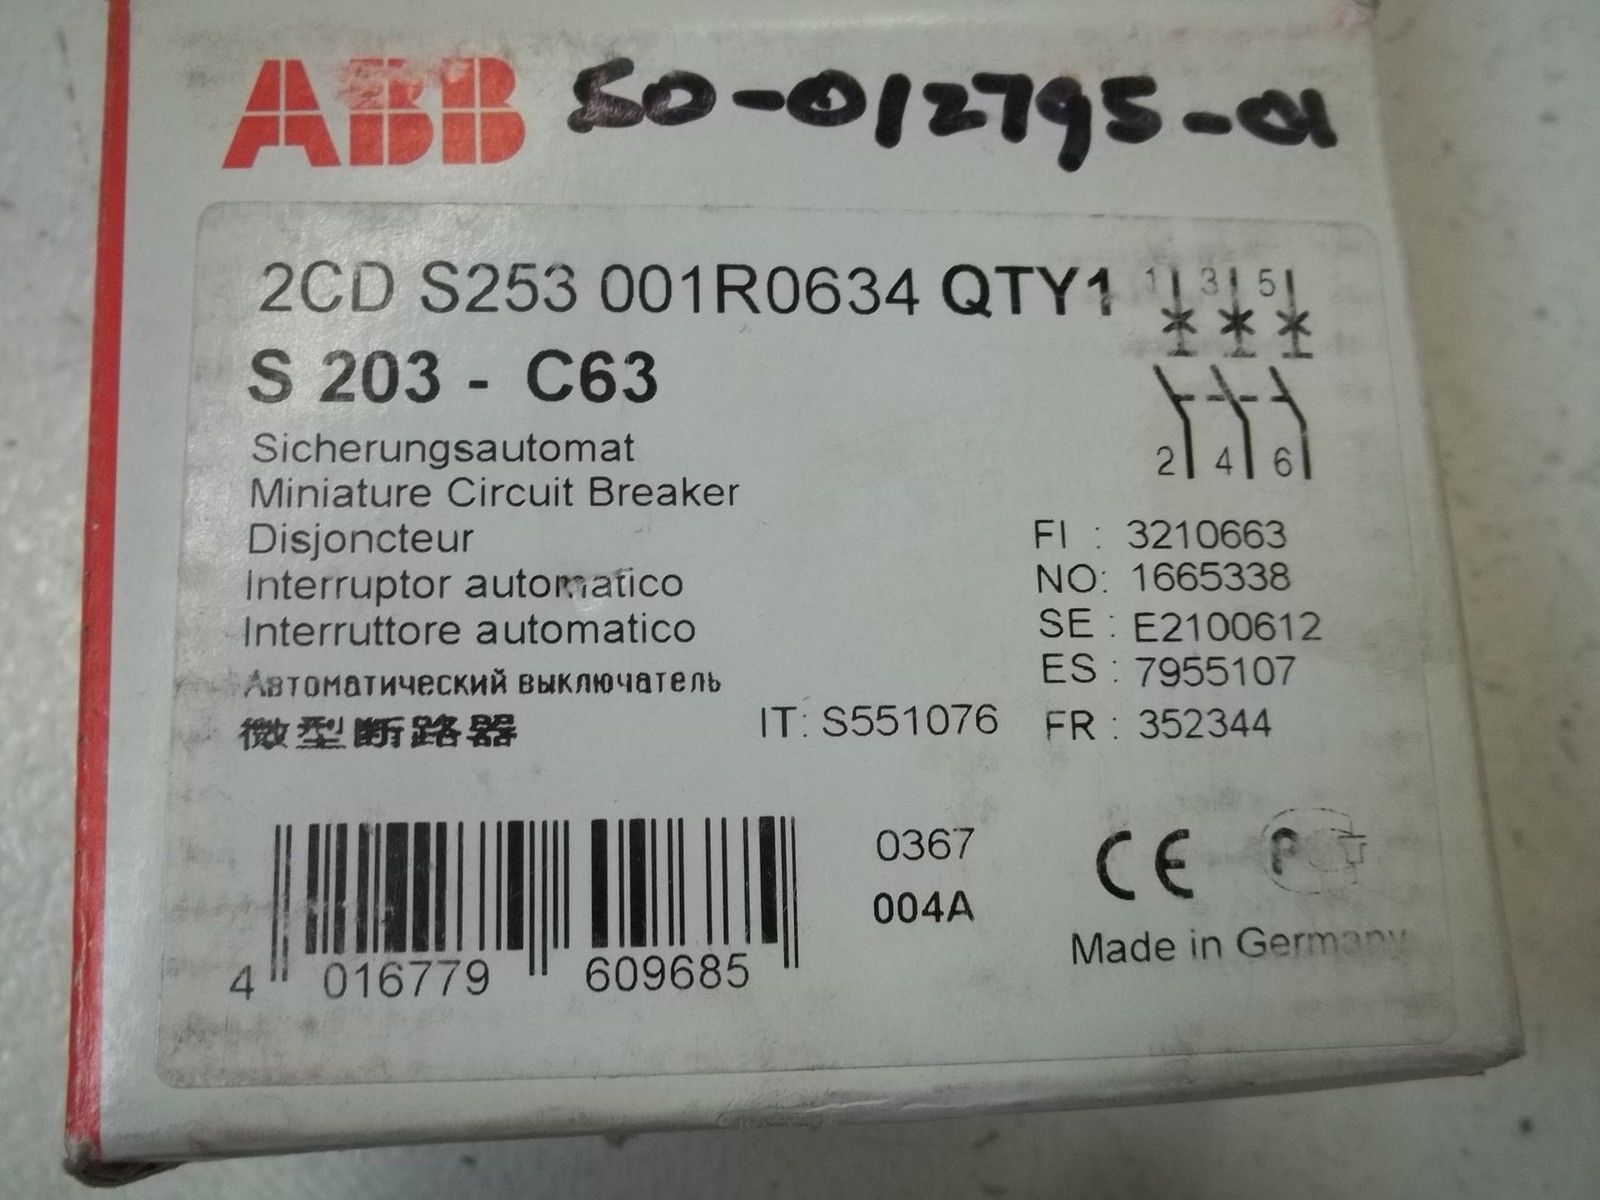 ABB SO-012795-01
2CD S253 001R0634 QTY1
1 3 5
S 203 - C63
2 4 6
Sicherungsautomat
Miniature Circuit Breaker
Disjoncteur
Interruptor automatico
Interruttore automatico
Автоматический выключатель
微型断路器
FI : 3210663
NO: 1665338
SE : E2100612
ES : 7955107
IT: S551076 FR : 352344
0367
004A
CE
Made in Germany
4 016779 609685